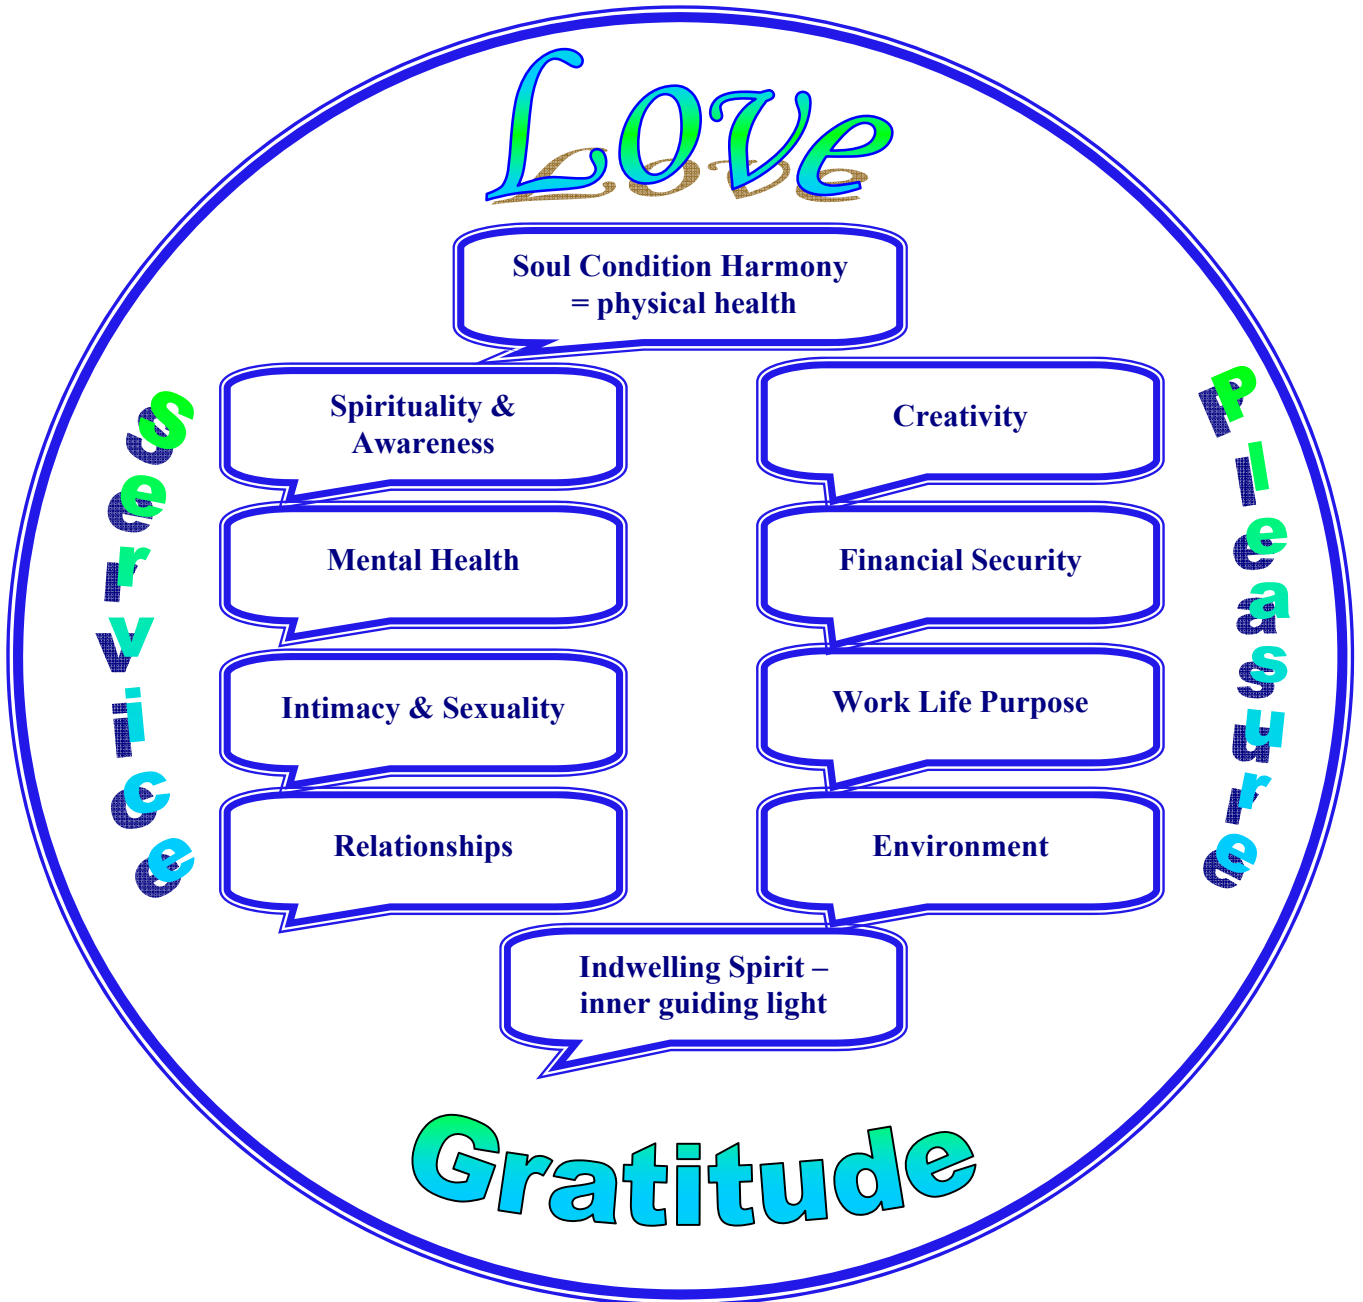 Love
Soul Condition Harmony
= physical health
Spirituality &
Awareness
Creativity
Mental Health
Financial Security
Intimacy & Sexuality
Work Life Purpose
Relationships
Environment
Indwelling Spirit –
inner guiding light
Service
Pleasure
Gratitude